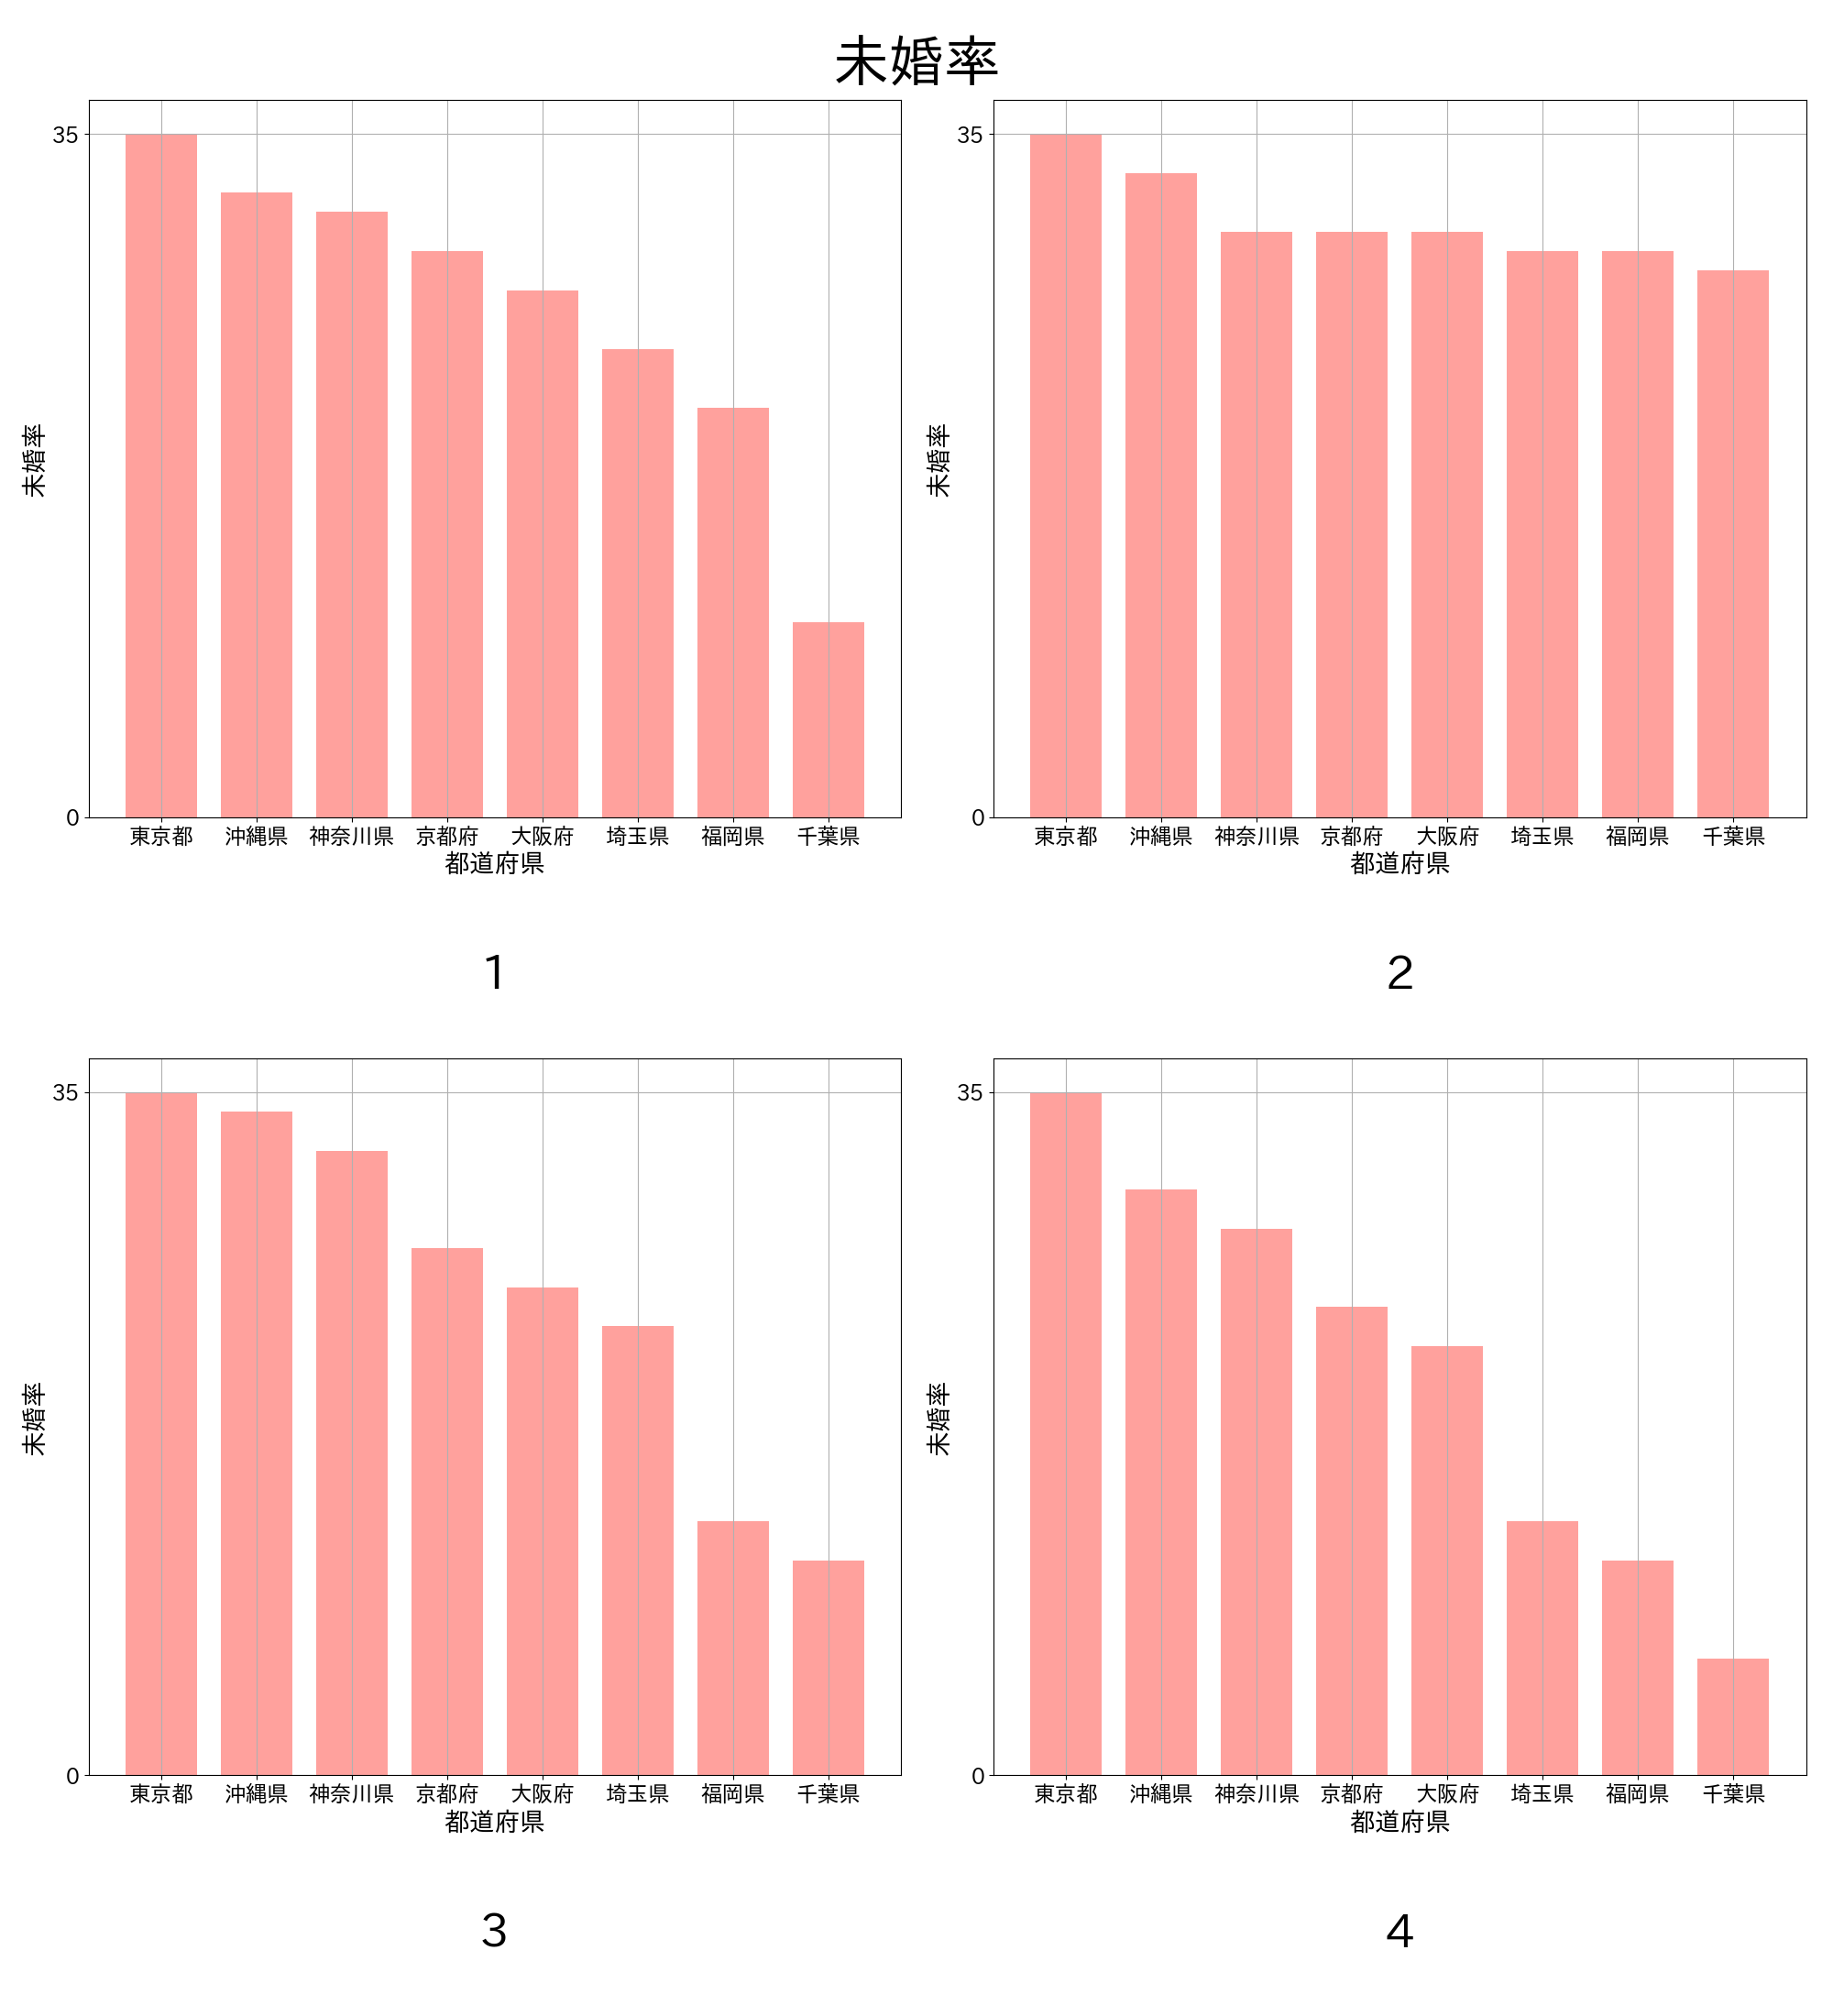 未婚率
35
0
未婚率
東京都 沖縄県 神奈川県 京都府 大阪府 埼玉県 福岡県 千葉県
都道府県
1
35
0
未婚率
東京都 沖縄県 神奈川県 京都府 大阪府 埼玉県 福岡県 千葉県
都道府県
2
35
0
未婚率
東京都 沖縄県 神奈川県 京都府 大阪府 埼玉県 福岡県 千葉県
都道府県
3
35
0
未婚率
東京都 沖縄県 神奈川県 京都府 大阪府 埼玉県 福岡県 千葉県
都道府県
4